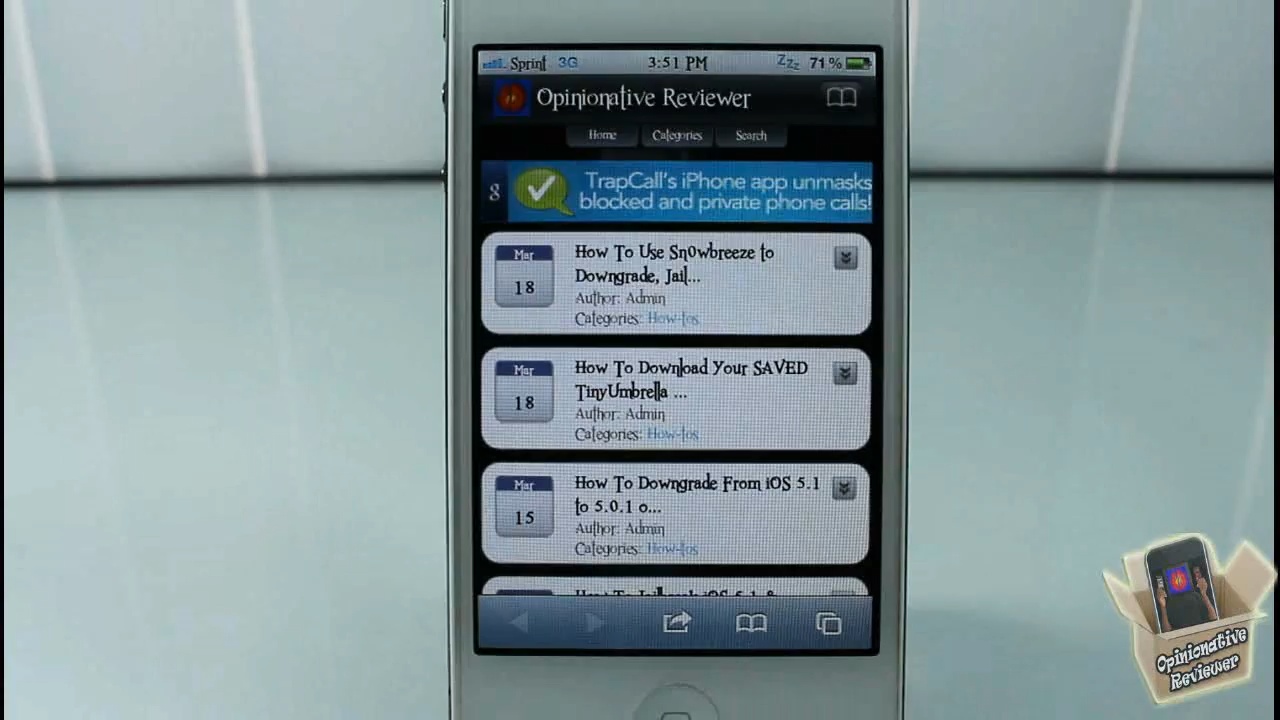 Sprint 3G 3:51 PM Zzz 71%
Opinionative Reviewer
Home Categories Search
8 TrapCall's iPhone app unmasks
blocked and private phone calls!
Mar
18
How To Use Sn0wbreeze to
Downgrade, Jail...
Author: Admin
Categories: How-tos
Mar
18
How To Download Your SAVED
TinyUmbrella ...
Author: Admin
Categories: How-tos
Mar
15
How To Downgrade From iOS 5.1
to 5.0.1 o...
Author: Admin
Categories: How-tos
Opinionative
Reviewer